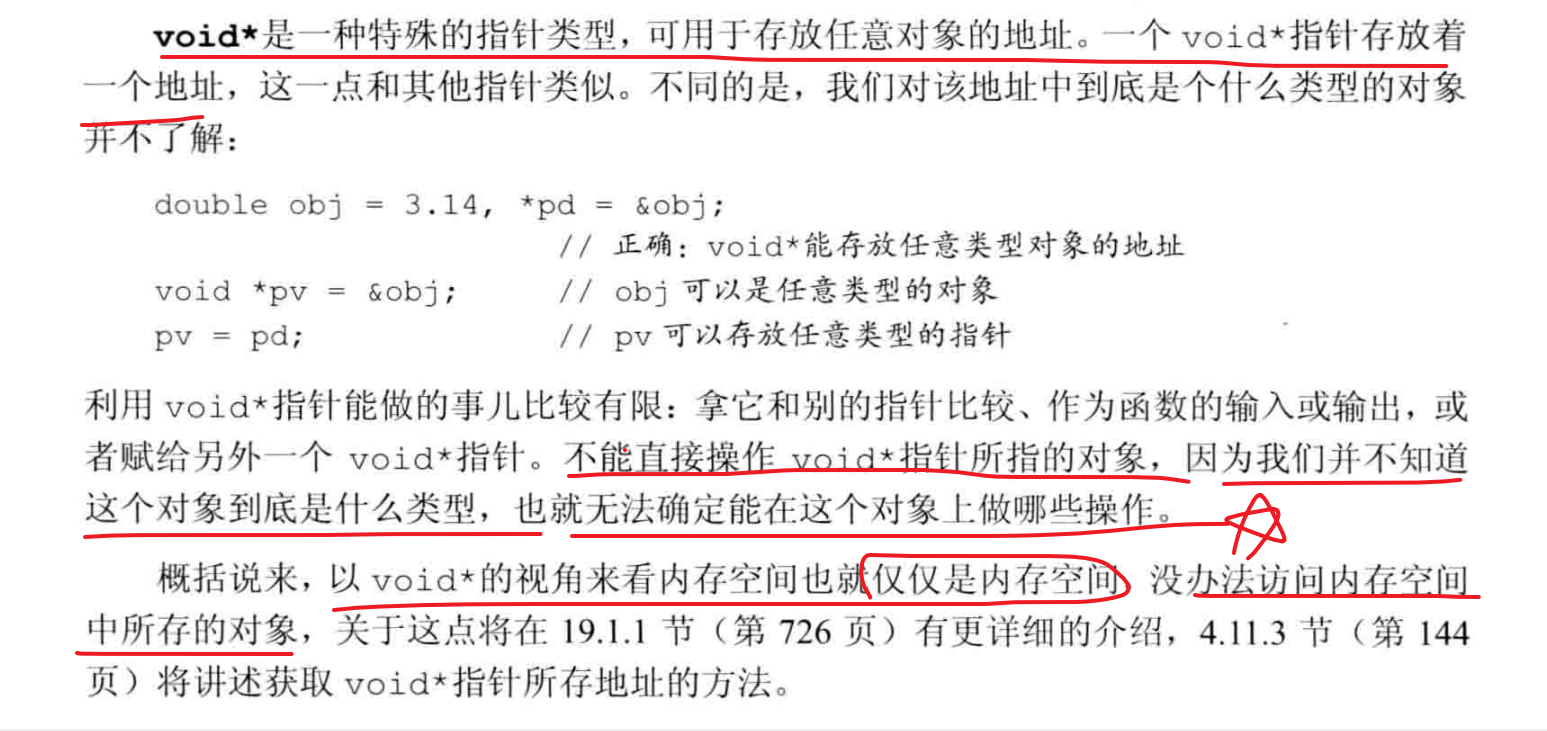 void*是一种特殊的指针类型，可用于存放任意对象的地址。一个 void*指针存放着
一个地址，这一点和其他指针类似。不同的是，我们对该地址中到底是个什么类型的对象
并不了解：
double obj = 3.14, *pd = &obj;
// 正确：void*能存放任意类型对象的地址
void *pv = &obj; // obj 可以是任意类型的对象
pv = pd; // pv 可以存放任意类型的指针
利用 void*指针能做的事儿比较有限：拿它和别的指针比较、作为函数的输入或输出，或
者赋给另外一个 void*指针。不能直接操作 void*指针所指的对象，因为我们并不知道
这个对象到底是什么类型，也就无法确定能在这个对象上做哪些操作。
概括说来，以 void*的视角来看内存空间也就仅仅是内存空间，没办法访问内存空间
中所存的对象，关于这点将在 19.1.1 节（第 726 页）有更详细的介绍，4.11.3 节（第 144
页）将讲述获取 void*指针所存地址的方法。